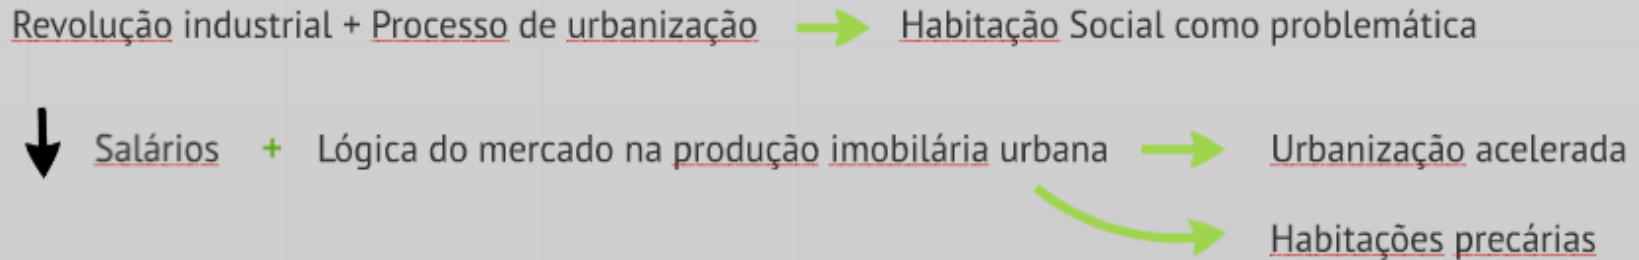 Revolução industrial + Processo de urbanização Habitação Social como problemática
Salários + Lógica do mercado na produção imobilária urbana Urbanização acelerada
Habitações precárias